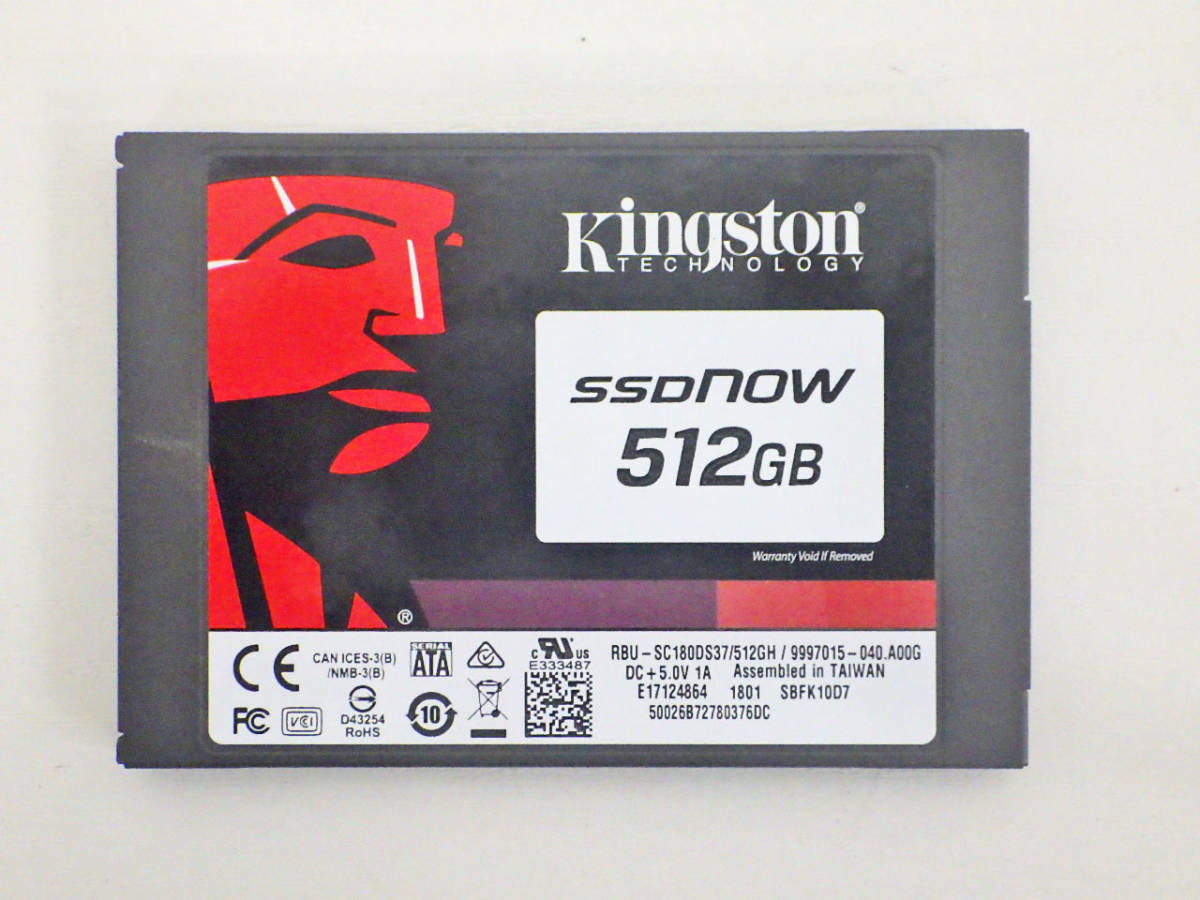 Kingston®
TECHNOLOGY
SSDNOW
512GB
Warranty Void If Removed
®
CE
CAN ICES-3(B)
/NMB-3(B)
SERIAL
ATA
c UL US
E333487
RBU-SC180DS37/512GH / 9997015-040.A00G
DC+5.0V 1A Assembled in TAIWAN
E17124864 1801 SBFK10D7
50026B72780376DC
FC
VCI
D43254
RoHS
10